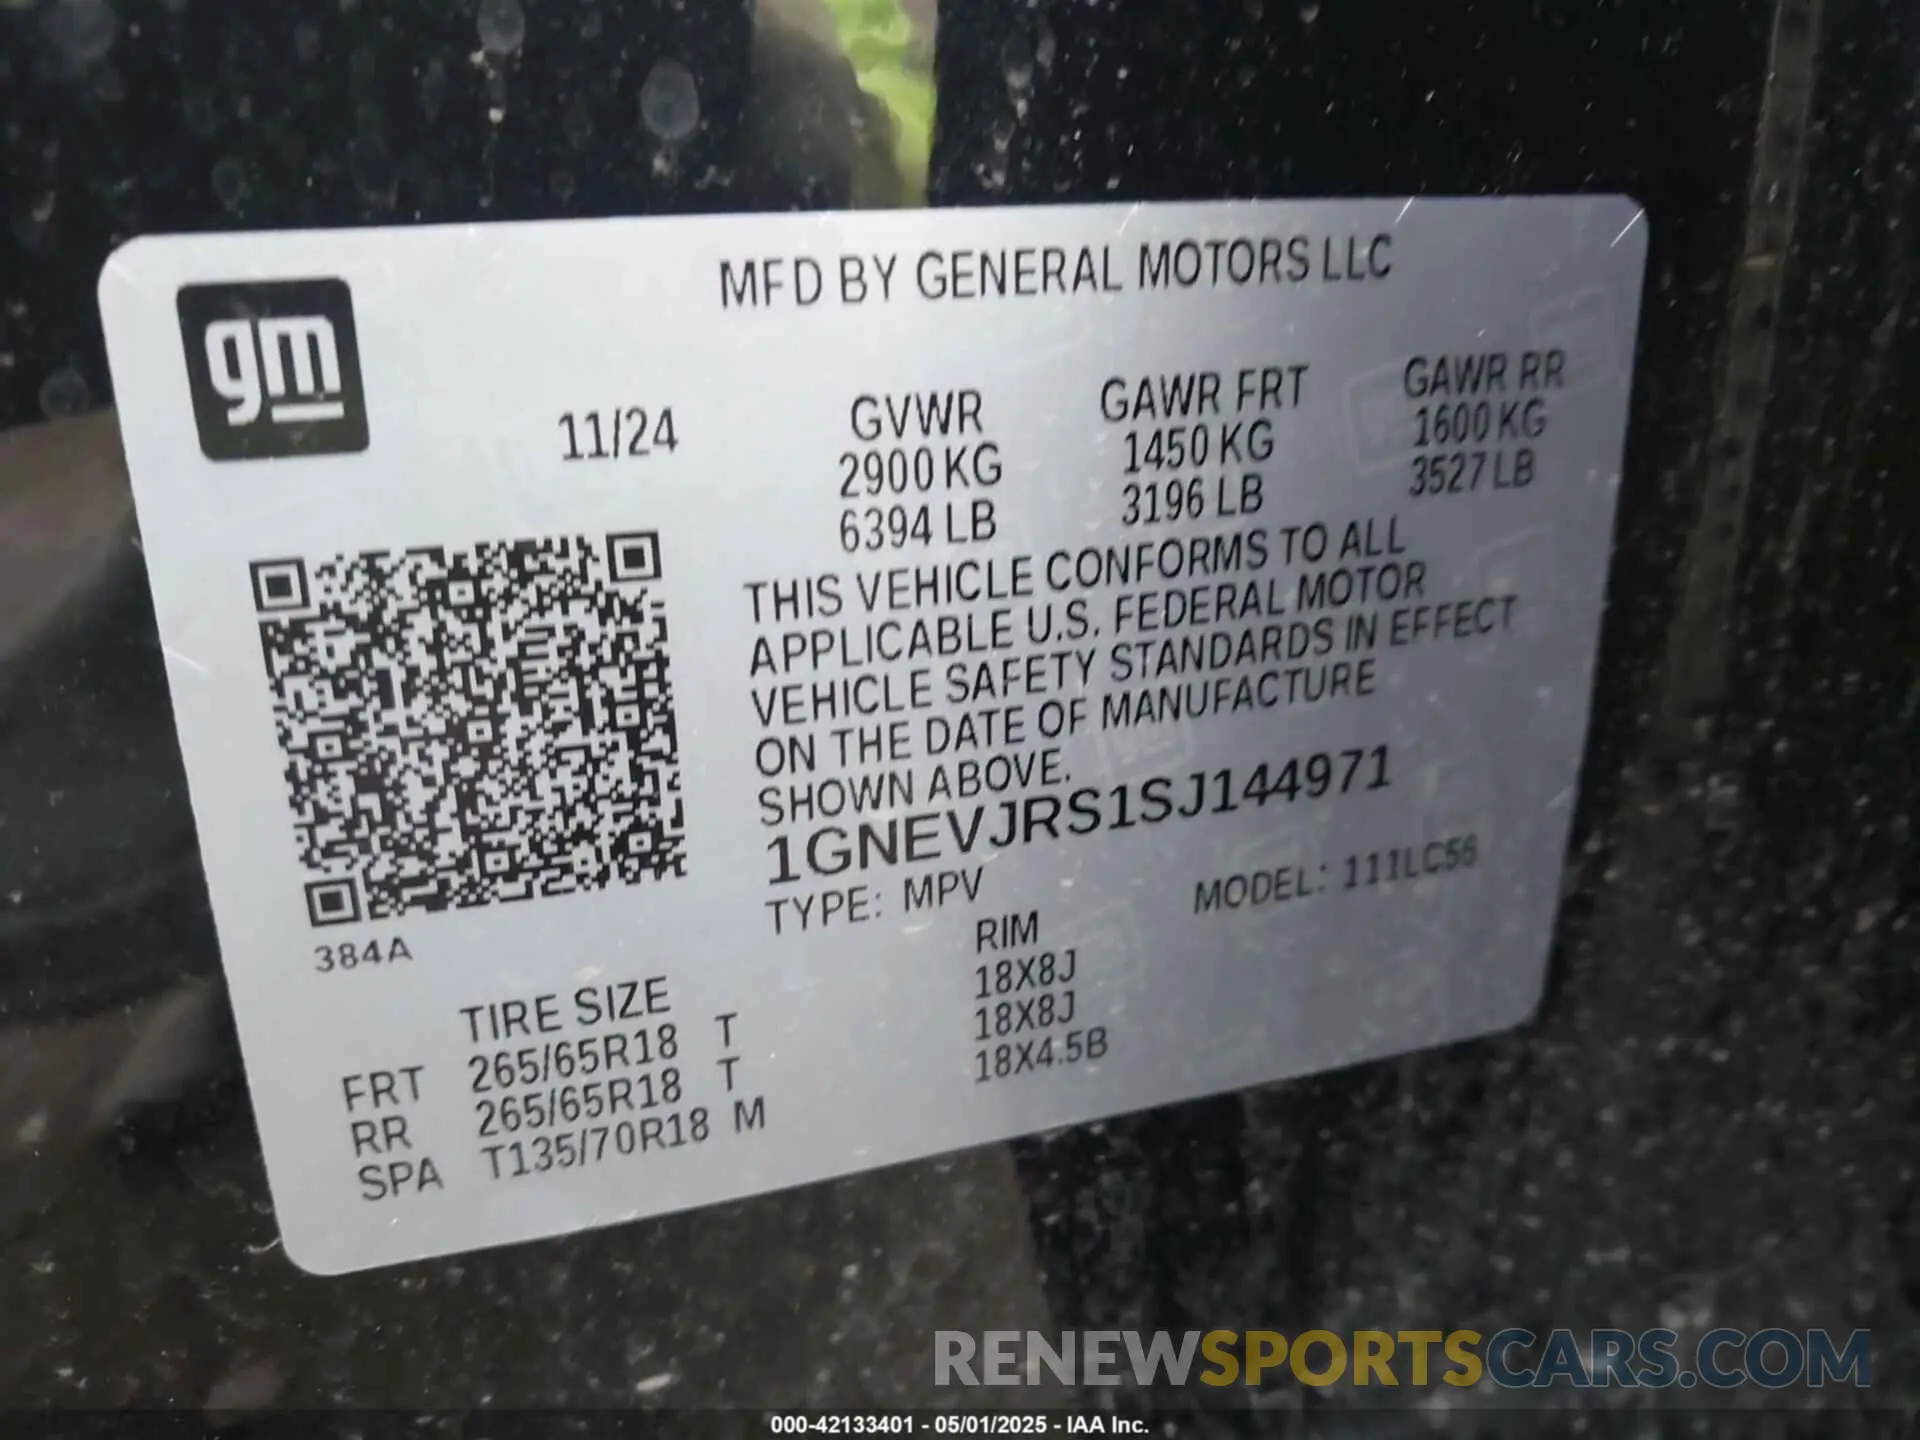 MFD BY GENERAL MOTORS LLC
gm
11/24
GVWR GAWR FRT GAWR RR
2900 KG 1450 KG 1600 KG
6394 LB 3196 LB 3527 LB
THIS VEHICLE CONFORMS TO ALL
APPLICABLE U.S. FEDERAL MOTOR
VEHICLE SAFETY STANDARDS IN EFFECT
ON THE DATE OF MANUFACTURE
SHOWN ABOVE.
1GNEVJRS1SJ144971
TYPE: MPV MODEL: 111LC56
384A
TIRE SIZE RIM
FRT 265/65R18 T 18X8J
RR 265/65R18 T 18X8J
SPA T135/70R18 M 18X4.5B
RENEWSPORTSCARS.COM
000-42133401 - 05/01/2025 - IAA Inc.